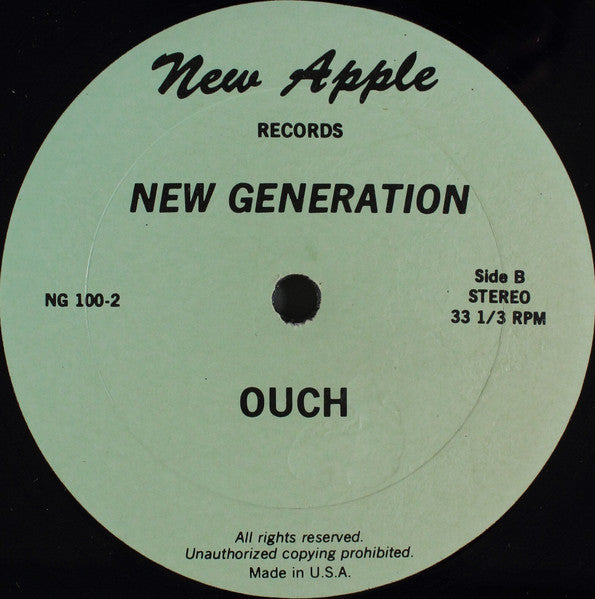 New Apple
RECORDS
NEW GENERATION
NG 100-2
Side B
STEREO
33 1/3 RPM
OUCH
All rights reserved.
Unauthorized copying prohibited.
Made in U.S.A.